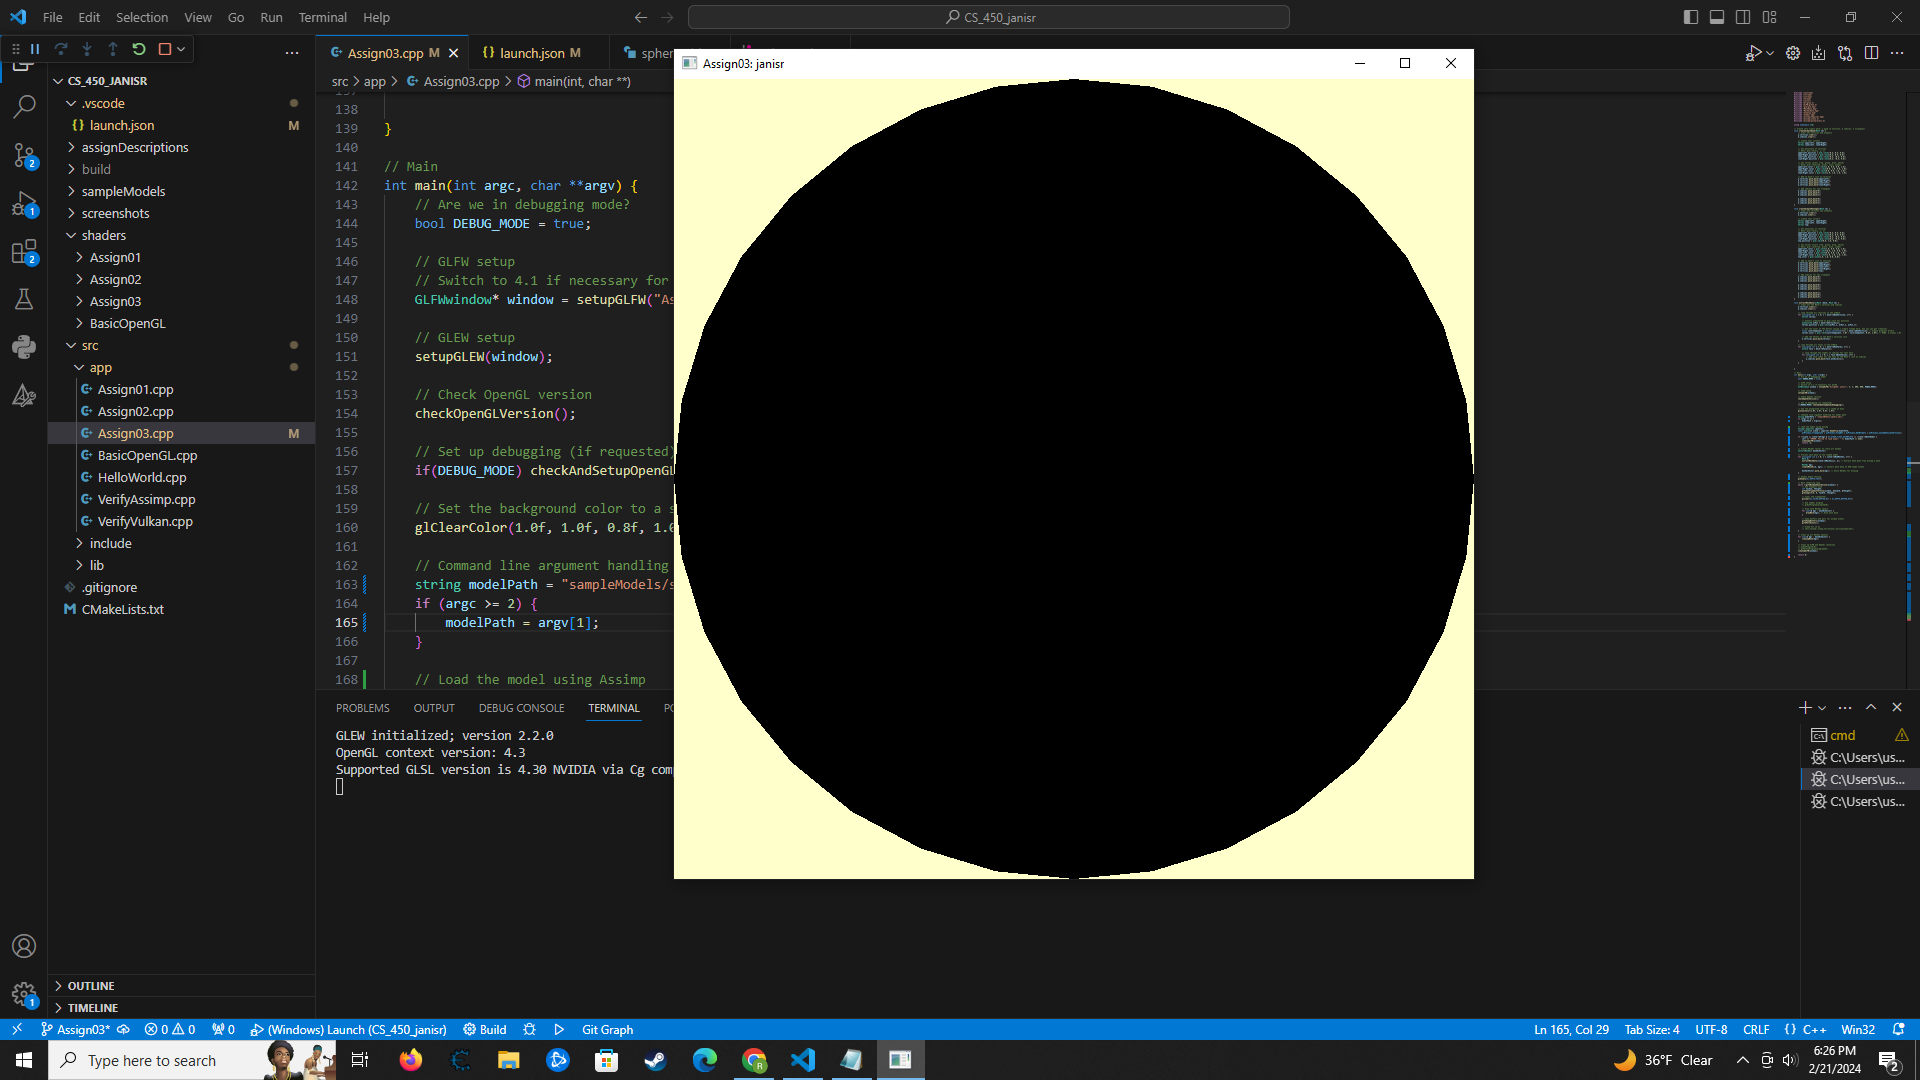 File Edit Selection View Go Run Terminal Help
CS_450_janisr
Assign03.cpp M
launch.json M
CS_450_JANISR
.vscode
launch.json M
assignDescriptions
build
sampleModels
screenshots
shaders
Assign01
Assign02
Assign03
BasicOpenGL
src
app
Assign01.cpp
Assign02.cpp
Assign03.cpp M
BasicOpenGL.cpp
HelloWorld.cpp
VerifyAssimp.cpp
VerifyVulkan.cpp
include
lib
.gitignore
CMakeLists.txt
OUTLINE
TIMELINE
src > app > Assign03.cpp > main(int, char **)
138
139 }
140
141 // Main
142 int main(int argc, char **argv) {
143 // Are we in debugging mode?
144 bool DEBUG_MODE = true;
145
146 // GLFW setup
147 // Switch to 4.1 if necessary for
148 GLFWwindow* window = setupGLFW("As
149
150 // GLEW setup
151 setupGLEW(window);
152
153 // Check OpenGL version
154 checkOpenGLVersion();
155
156 // Set up debugging (if requested)
157 if(DEBUG_MODE) checkAndSetupOpenGL
158
159 // Set the background color to a s
160 glClearColor(1.0f, 1.0f, 0.8f, 1.0
161
162 // Command line argument handling
163 string modelPath = "sampleModels/s
164 if (argc >= 2) {
165 modelPath = argv[1];
166 }
167
168 // Load the model using Assimp
Assign03: janisr
PROBLEMS OUTPUT DEBUG CONSOLE TERMINAL
GLEW initialized; version 2.2.0
OpenGL context version: 4.3
Supported GLSL version is 4.30 NVIDIA via Cg com
cmd
C:\Users\us...
C:\Users\us...
C:\Users\us...
Assign03* 0 0 0 (Windows) Launch (CS_450_janisr) Build Git Graph
Ln 165, Col 29 Tab Size: 4 UTF-8 CRLF {} C++ Win32
Type here to search
36°F Clear
6:26 PM
2/21/2024